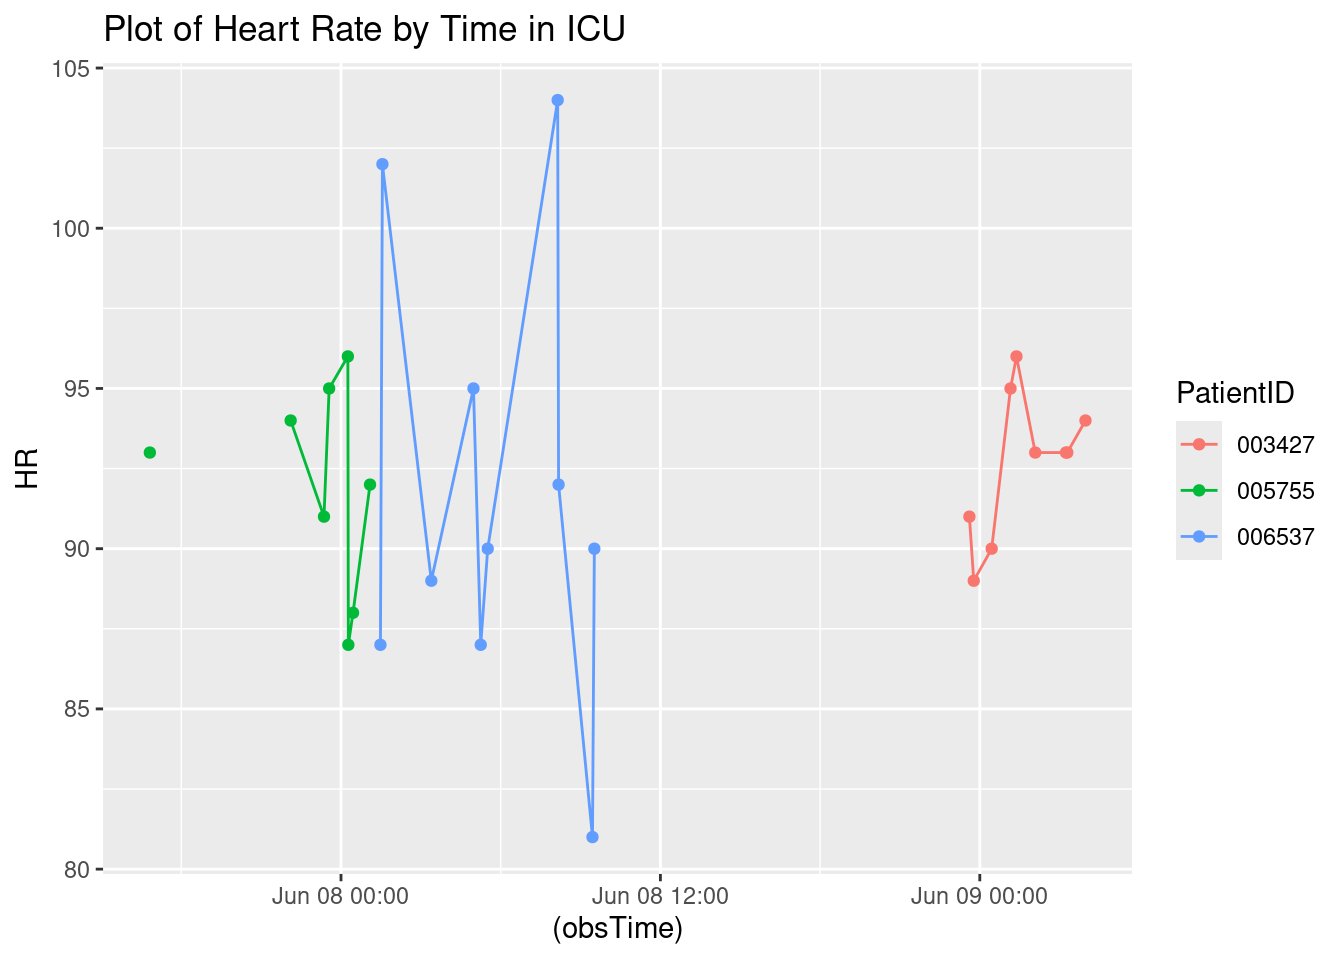 Plot of Heart Rate by Time in ICU
105
100
95
90
85
80
HR
Jun 08 00:00
Jun 08 12:00
Jun 09 00:00
(obsTime)
PatientID
003427
005755
006537